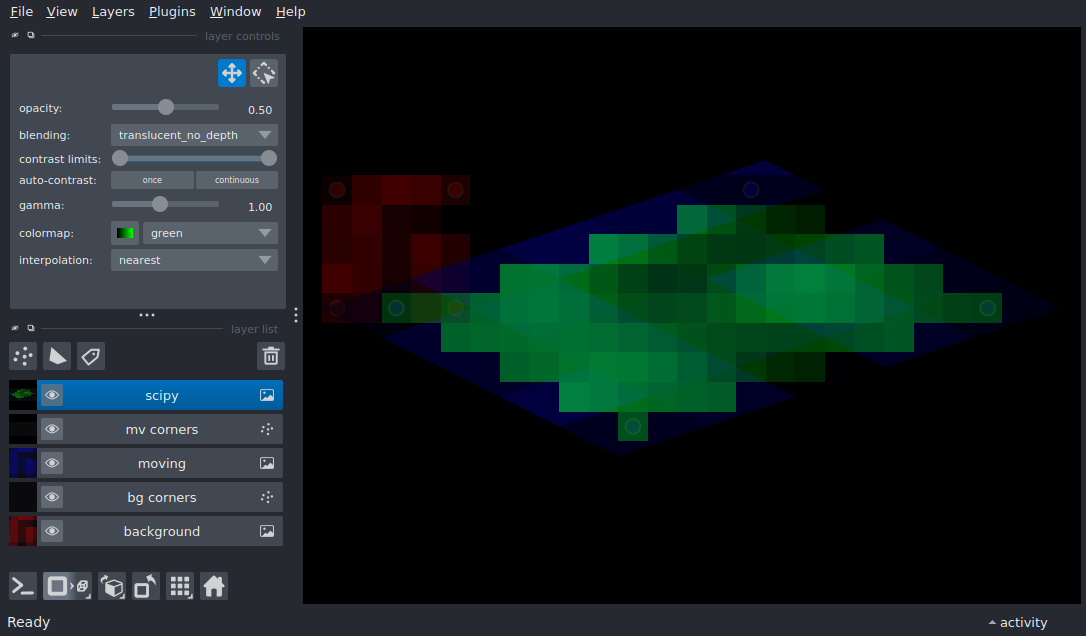 File View Layers Plugins Window Help
layer controls
opacity: 0.50
blending: translucent_no_depth
contrast limits:
auto-contrast: once continuous
gamma: 1.00
colormap: green
interpolation: nearest
layer list
scipy
mv corners
moving
bg corners
background
Ready activity